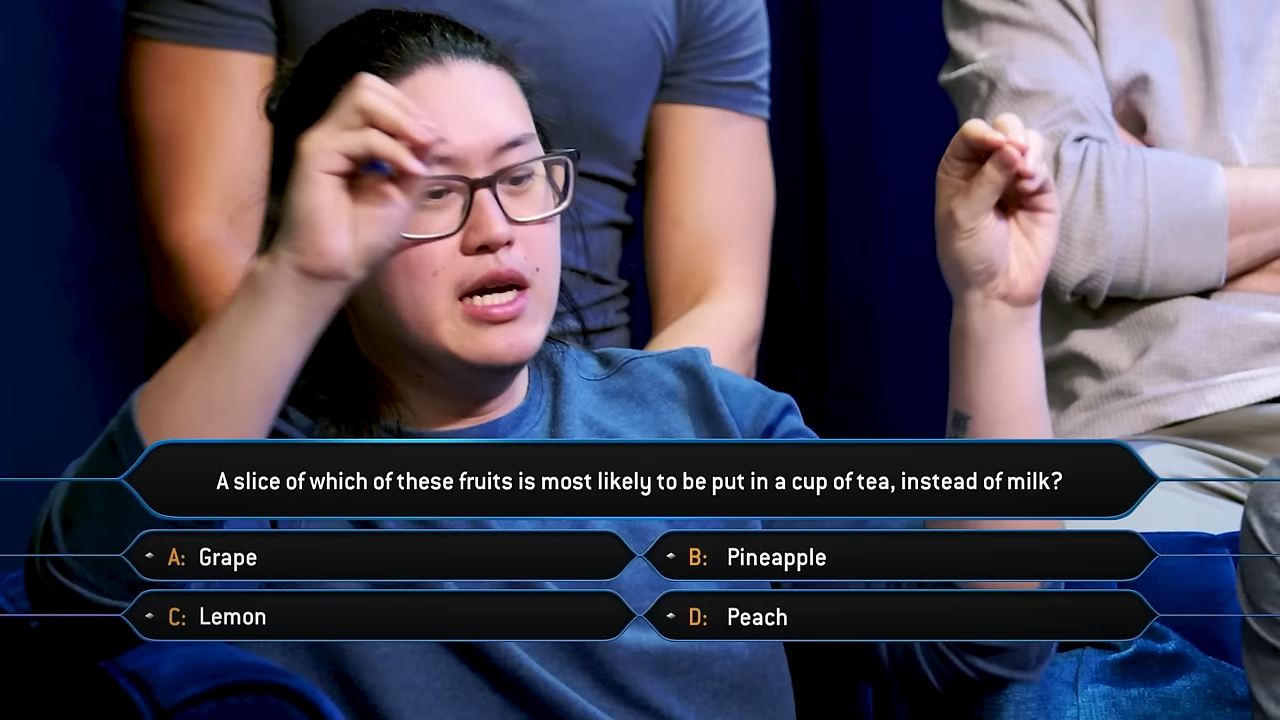 A slice of which of these fruits is most likely to be put in a cup of tea, instead of milk?
A: Grape
B: Pineapple
C: Lemon
D: Peach